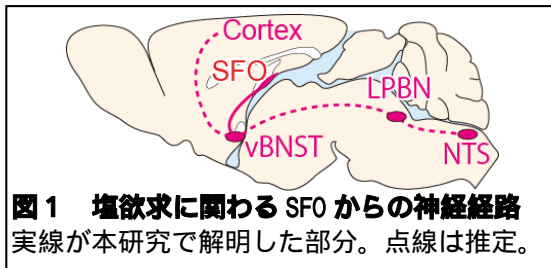 Cortex
SFO
LPBN
vBNST
NTS
図1 塩欲求に関わる SFO からの神経経路
実線が本研究で解明した部分。点線は推定。